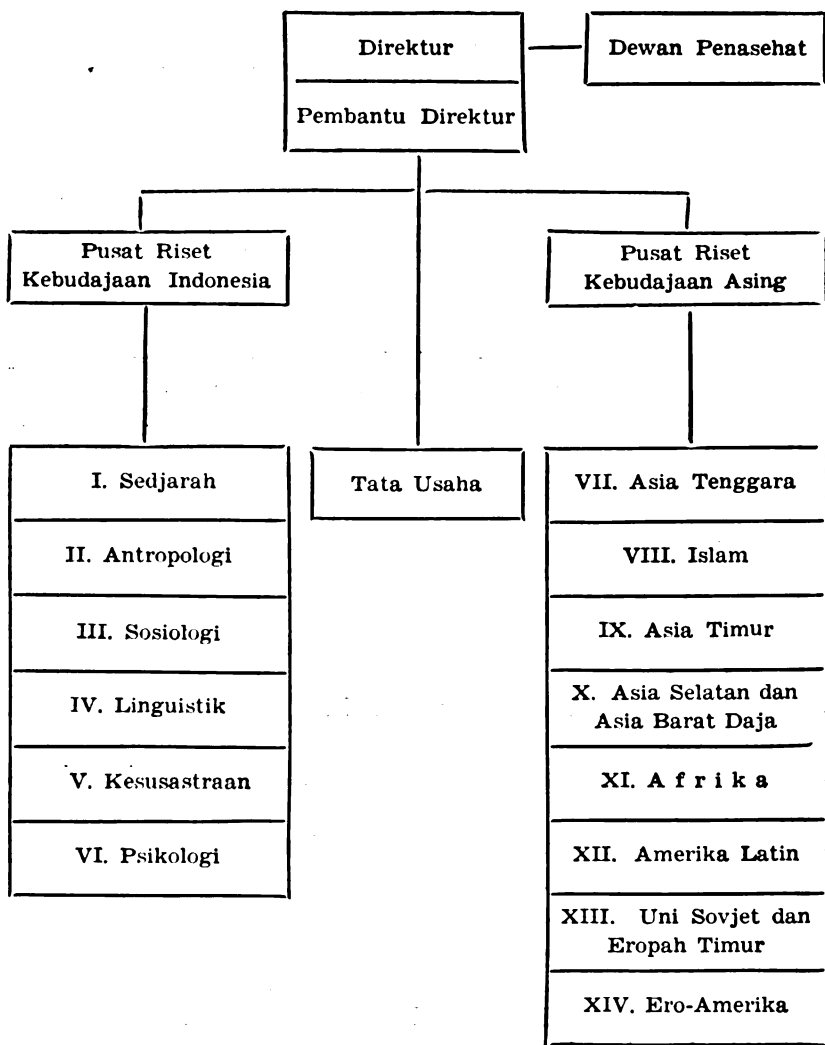 Direktur
Dewan Penasehat
Pembantu Direktur
Pusat Riset
Kebudajaan Indonesia
Pusat Riset
Kebudajaan Asing
I. Sedjarah
II. Antropologi
III. Sosiologi
IV. Linguistik
V. Kesusastraan
VI. Psikologi
Tata Usaha
VII. Asia Tenggara
VIII. Islam
IX. Asia Timur
X. Asia Selatan dan
Asia Barat Daja
XI. A f r i k a
XII. Amerika Latin
XIII. Uni Sovjet dan
Eropah Timur
XIV. Ero-Amerika